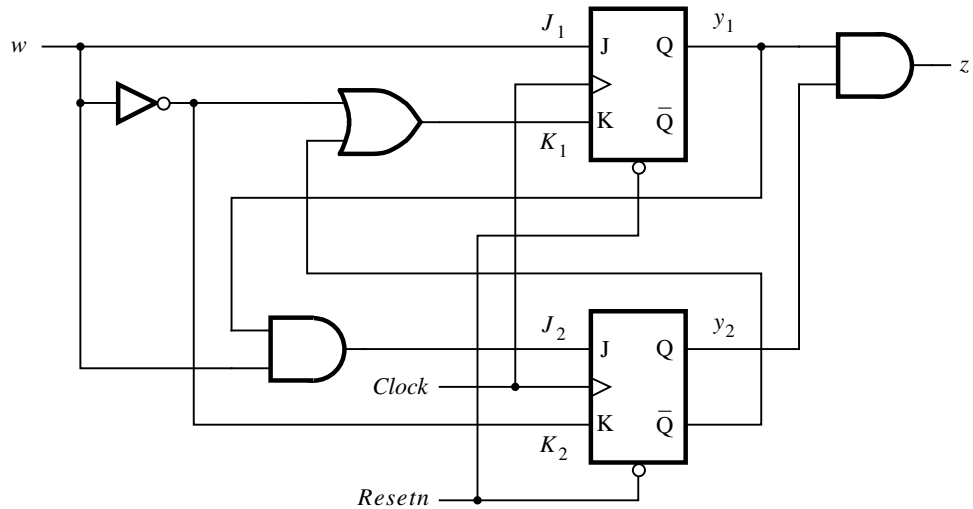 w
J1
J
Q
y1
z
K1
K
Q̅
J2
J
Q
y2
Clock
K2
K
Q̅
Resetn